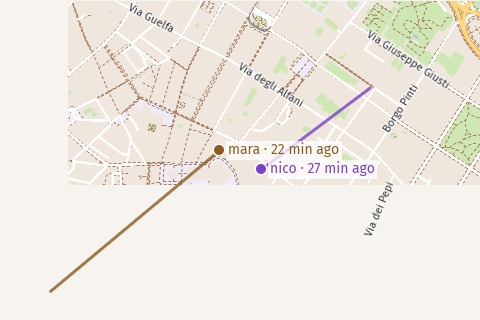 Via Guelfa
Via Giuseppe Giusti
Via degli Alfani
Borgo Pinti
mara · 22 min ago
nico · 27 min ago
Via dei Pepi